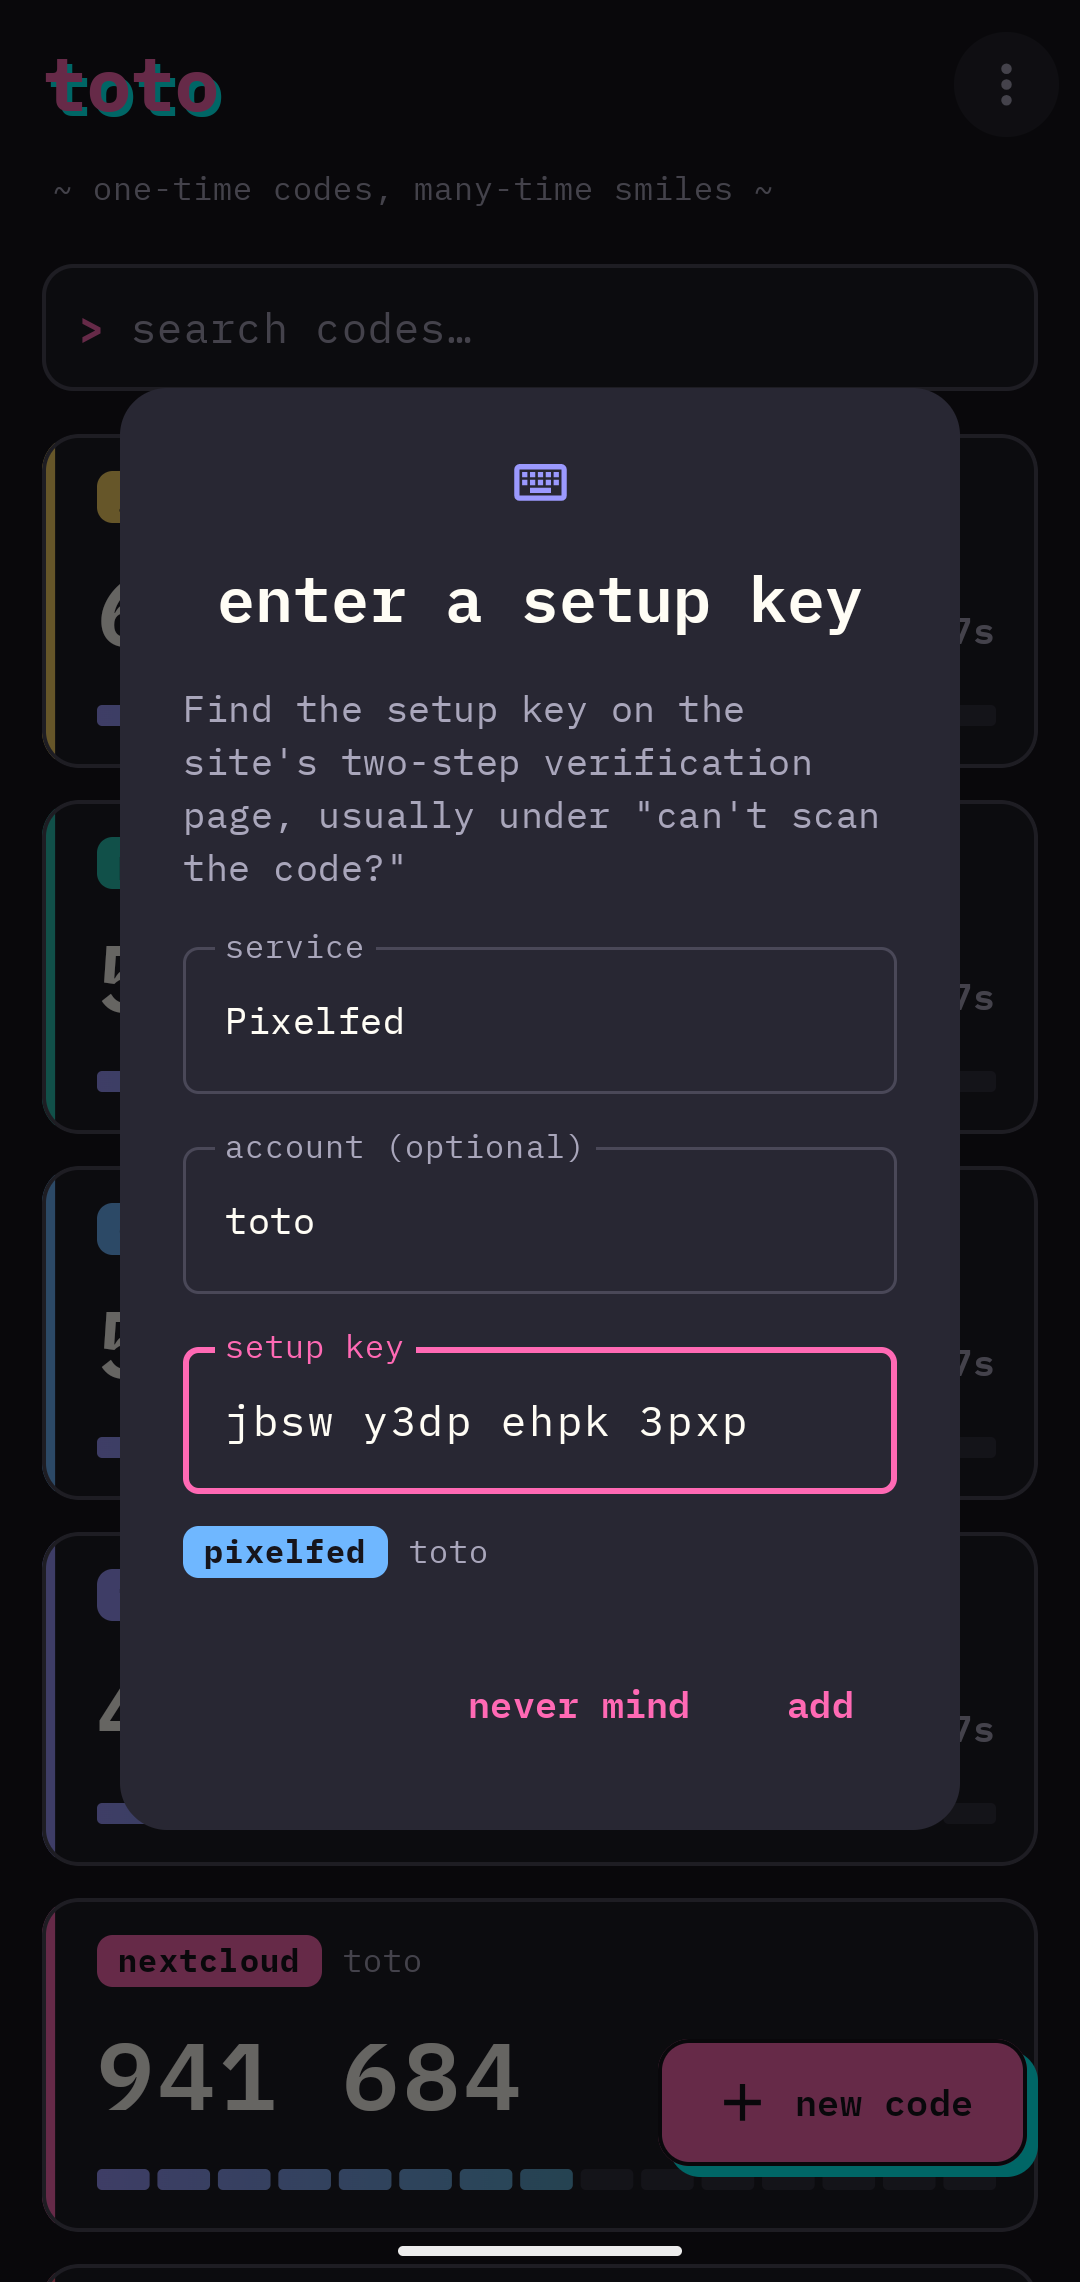 toto
~ one-time codes, many-time smiles ~
> search codes…
enter a setup key
Find the setup key on the
site's two-step verification
page, usually under "can't scan
the code?"
service
Pixelfed
account (optional)
toto
setup key
jbsw y3dp ehpk 3pxp
pixelfed toto
never mind add
nextcloud toto
941 684
+ new code